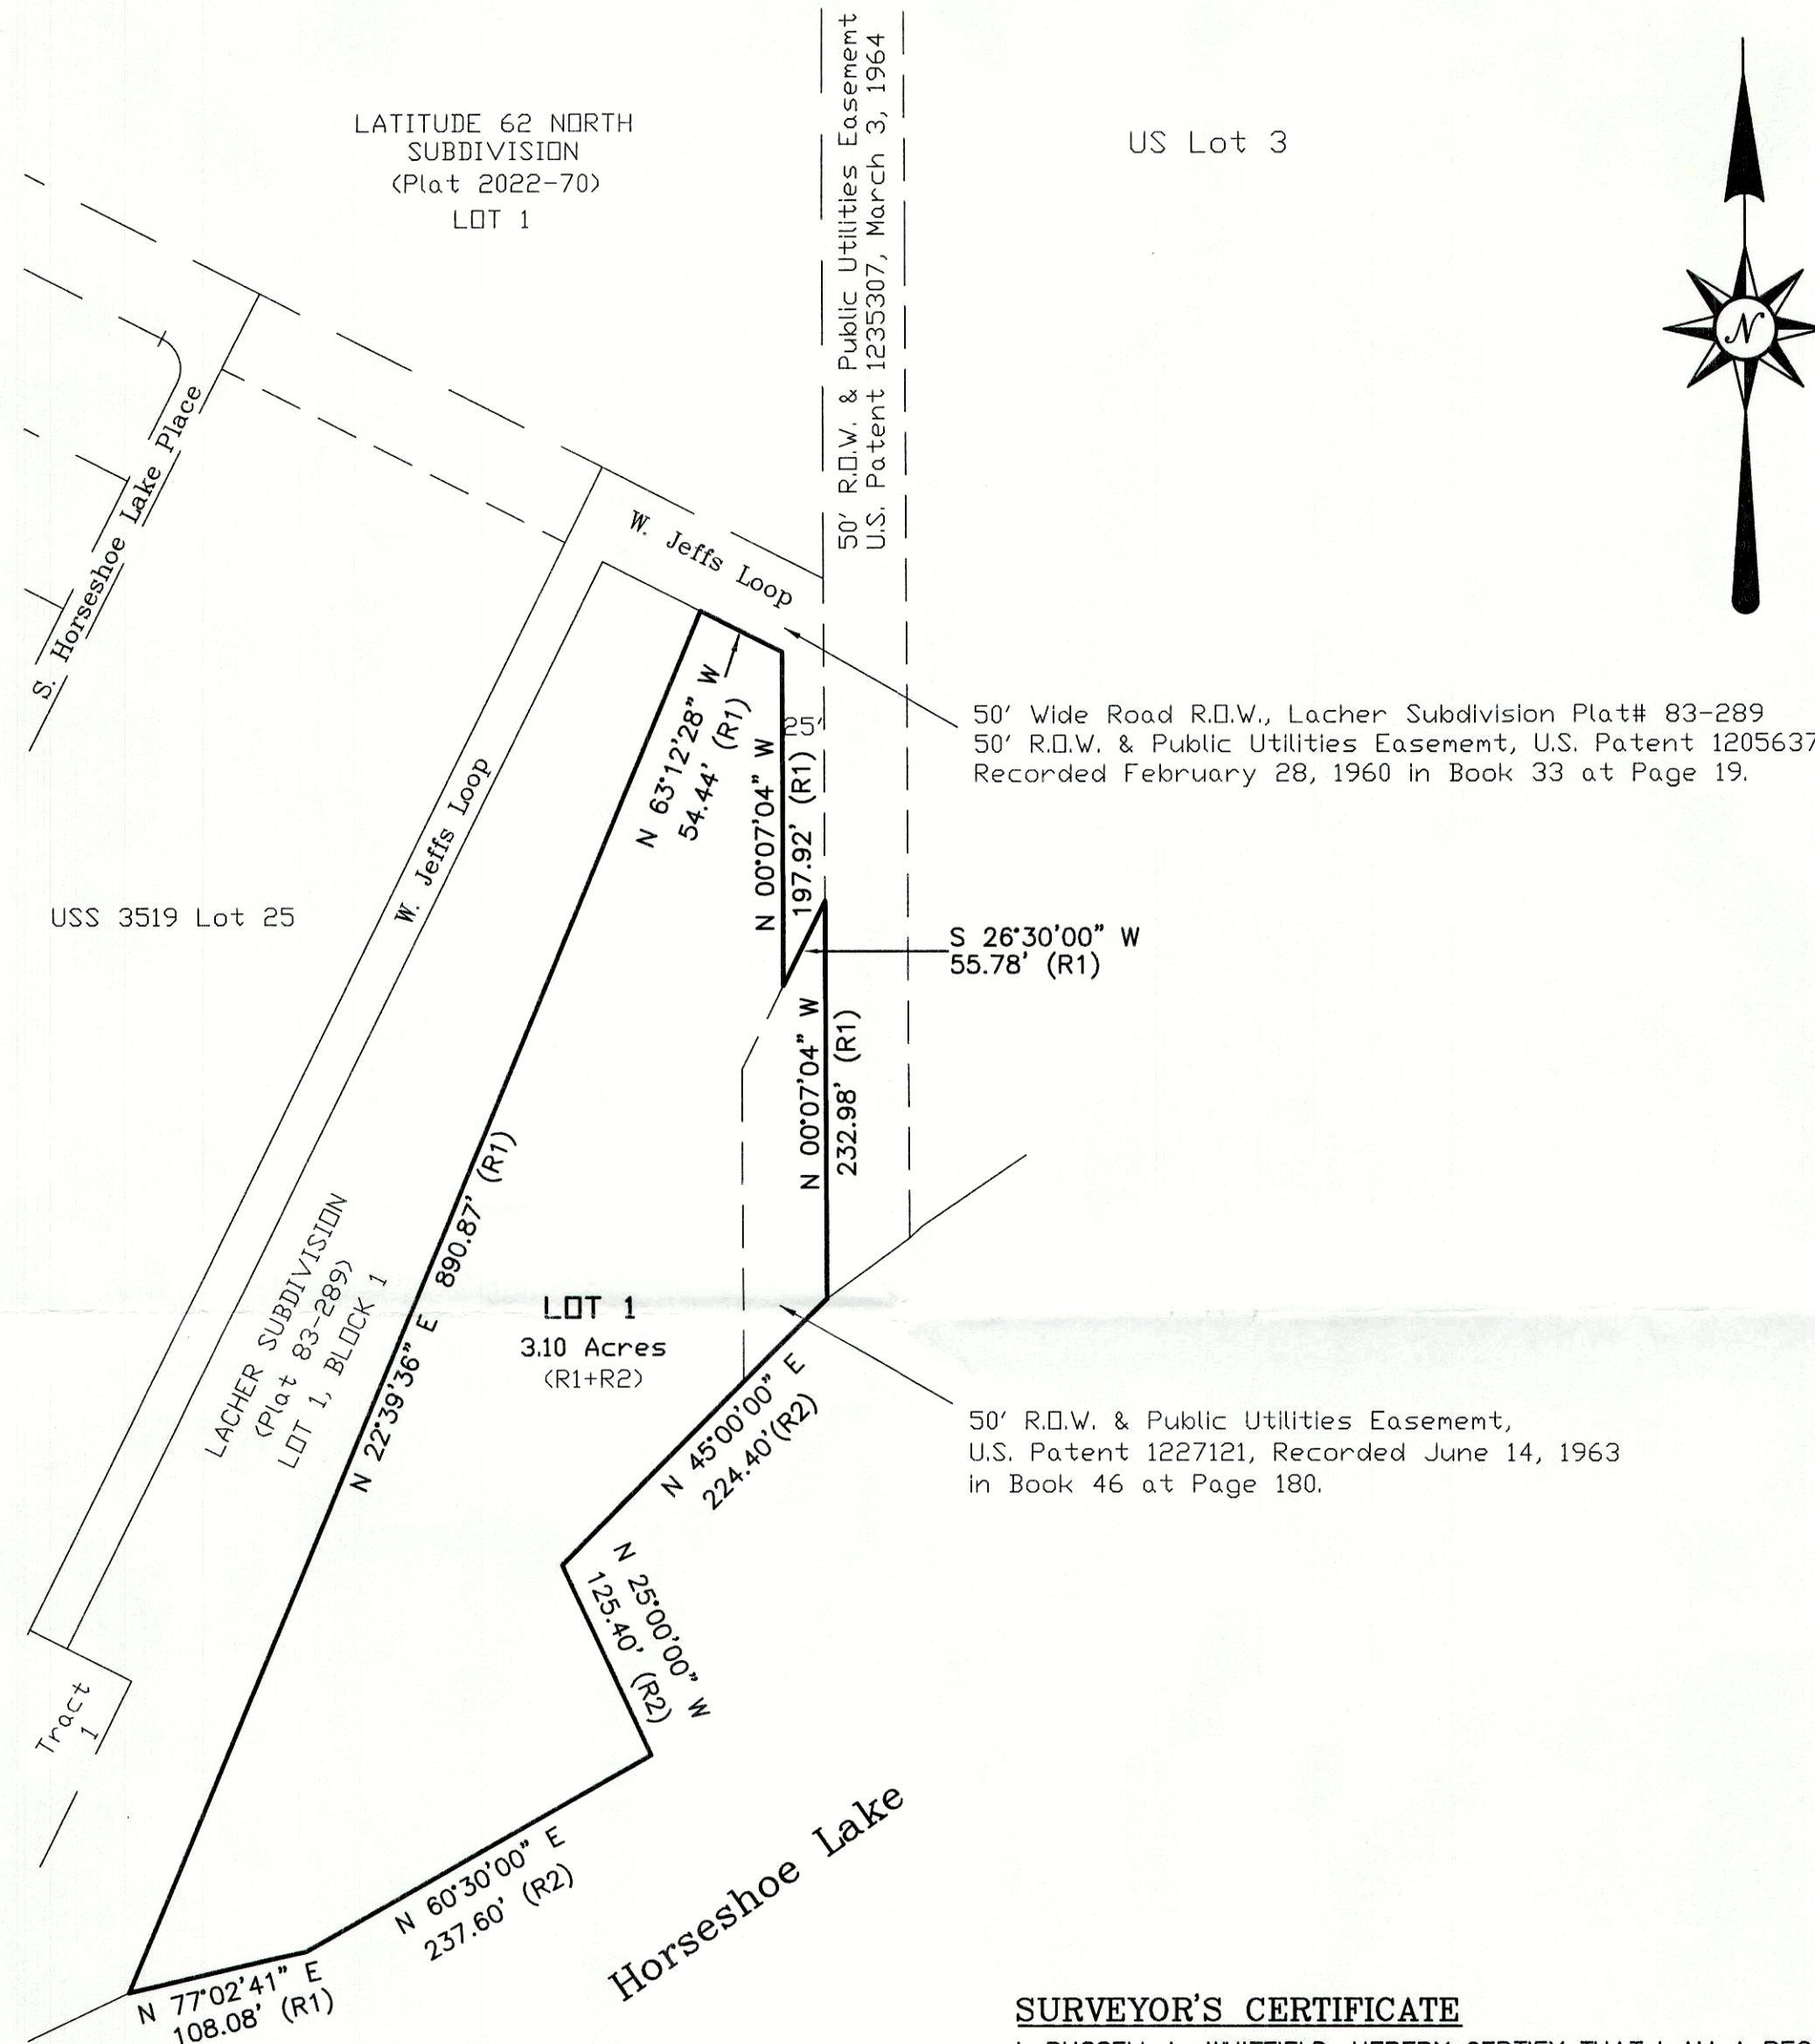 LATITUDE 62 NORTH
SUBDIVISION
(Plat 2022-70)
LOT 1
50' R.O.W. & Public Utilities Easememt
U.S. Patent 1235307, March 3, 1964
US Lot 3
N
S. Horseshoe Lake Place
W. Jeffs Loop
50' Wide Road R.O.W., Lacher Subdivision Plat# 83-289
50' R.O.W. & Public Utilities Easememt, U.S. Patent 1205637
Recorded February 28, 1960 in Book 33 at Page 19.
N 63°12'28" W
54.44' (R1)
25'
N 00°07'04" W
197.92' (R1)
W. Jeffs Loop
USS 3519 Lot 25
S 26°30'00" W
55.78' (R1)
N 00°07'04" W
232.98' (R1)
N 22°39'36" E 890.87' (R1)
LACHER SUBDIVISION
(Plat 83-289)
LOT 1, BLOCK 1
LOT 1
3.10 Acres
(R1+R2)
N 45°00'00" E
224.40'(R2)
50' R.O.W. & Public Utilities Easememt,
U.S. Patent 1227121, Recorded June 14, 1963
in Book 46 at Page 180.
N 25°00'00" W
125.40' (R2)
Tract
1
N 60°30'00" E
237.60' (R2)
Horseshoe Lake
N 77°02'41" E
108.08' (R1)
SURVEYOR'S CERTIFICATE